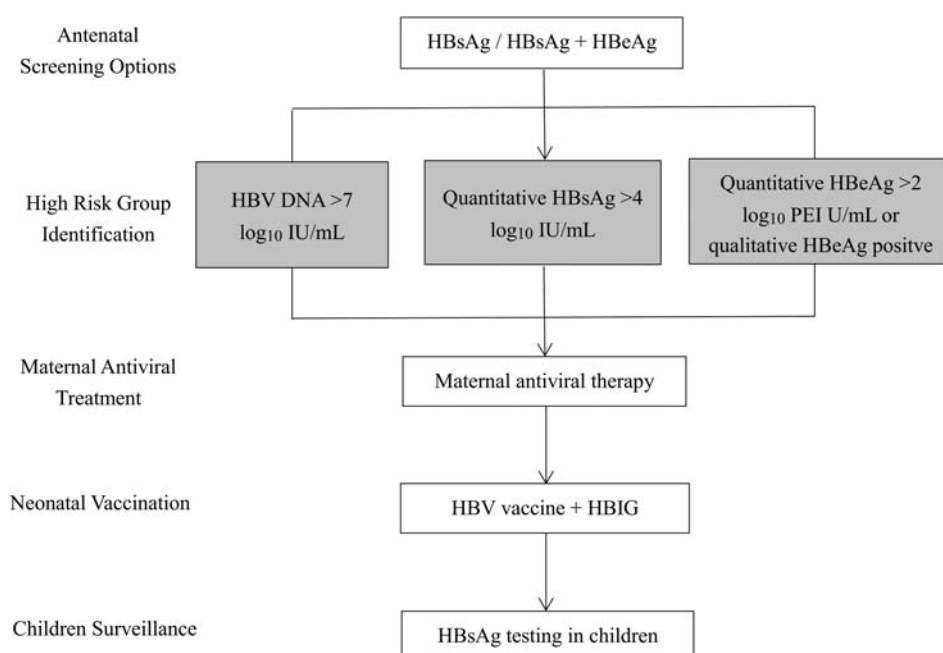 Antenatal
Screening Options
HBsAg / HBsAg + HBeAg
High Risk Group
Identification
HBV DNA >7
log₁₀ IU/mL
Quantitative HBsAg >4
log₁₀ IU/mL
Quantitative HBeAg >2
log₁₀ PEI U/mL or
qualitative HBeAg positve
Maternal Antiviral
Treatment
Maternal antiviral therapy
Neonatal Vaccination
HBV vaccine + HBIG
Children Surveillance
HBsAg testing in children